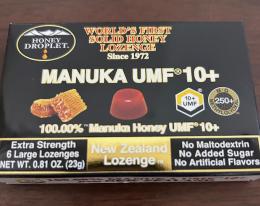 HONEY
DROPLET.
WORLD'S FIRST
SOLID HONEY
LOZENGE
Since 1972
MANUKA UMF® 10+
UMF®
10+
250+
100.00%™ Manuka Honey UMF® 10+
Extra Strength
6 Large Lozenges
NET WT. 0.81 OZ. (23g)
New Zealand
Lozenge™
No Maltodextrin
No Added Sugar
No Artificial Flavors